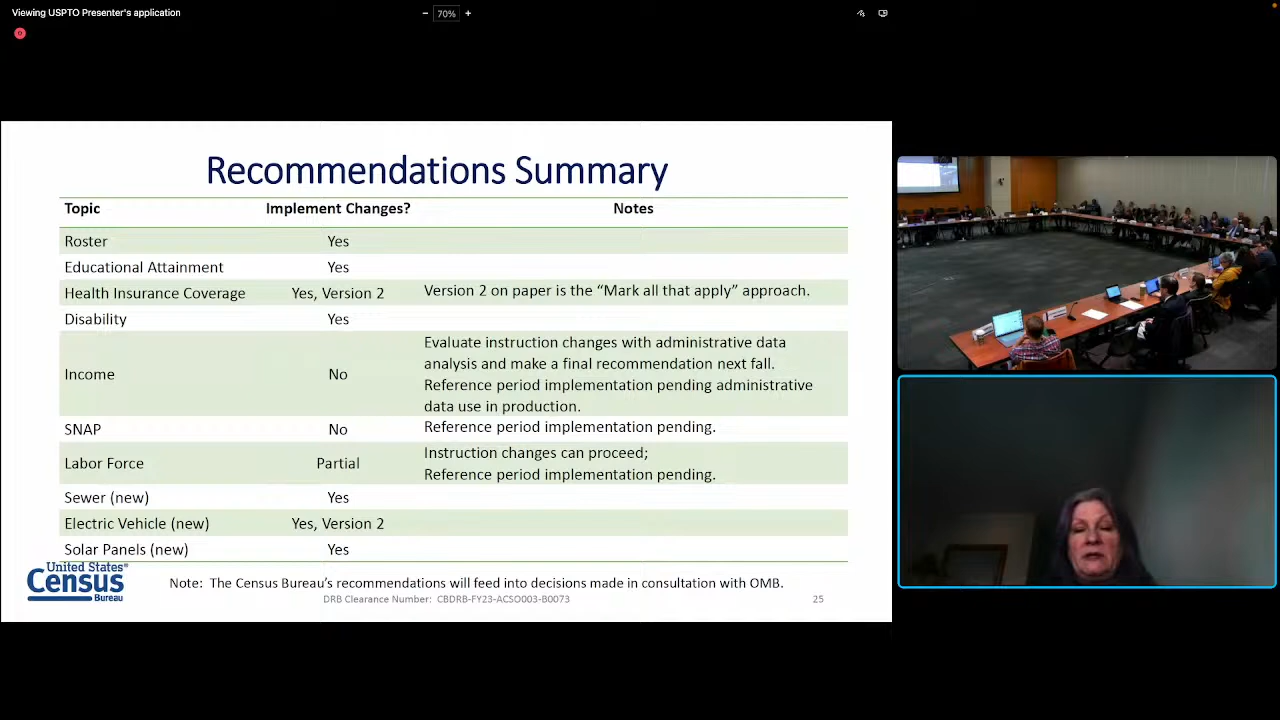 Viewing USPTO Presenter's application
− 70% +
Recommendations Summary
Topic Implement Changes? Notes
Roster Yes
Educational Attainment Yes
Health Insurance Coverage Yes, Version 2 Version 2 on paper is the “Mark all that apply” approach.
Disability Yes
Income No Evaluate instruction changes with administrative data
analysis and make a final recommendation next fall.
Reference period implementation pending administrative
data use in production.
SNAP No Reference period implementation pending.
Labor Force Partial Instruction changes can proceed;
Reference period implementation pending.
Sewer (new) Yes
Electric Vehicle (new) Yes, Version 2
Solar Panels (new) Yes
United States®
Census
Bureau
Note: The Census Bureau’s recommendations will feed into decisions made in consultation with OMB.
DRB Clearance Number: CBDRB-FY23-ACSO003-B0073 25